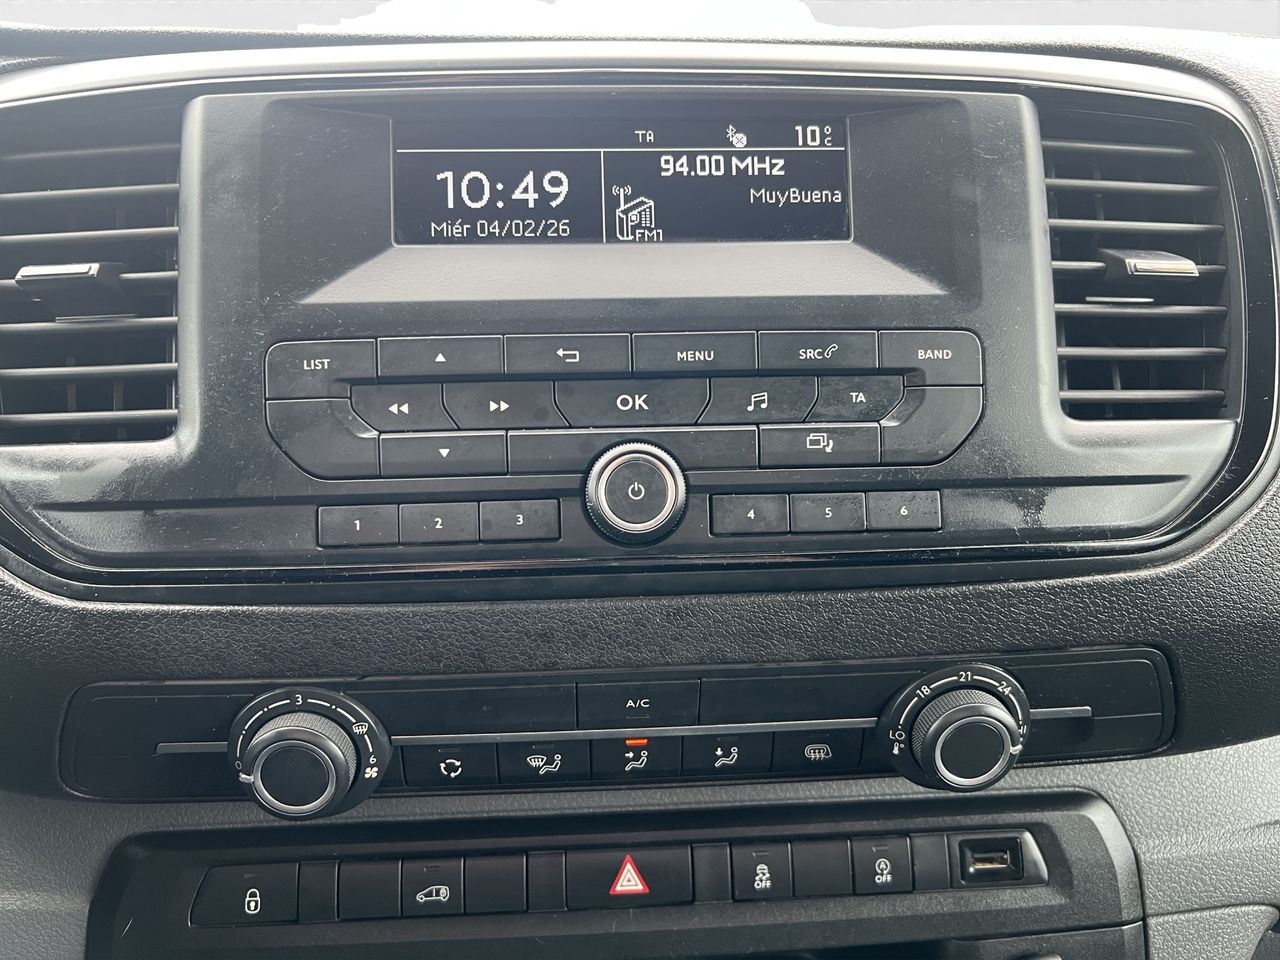 TA 10°C
10:49
Miér 04/02/26
94.00 MHz
MuyBuena
FM1
LIST
MENU
SRC
BAND
OK
TA
1
2
3
4
5
6
A/C
0
3
6
LO
18
21
24
OFF
OFF